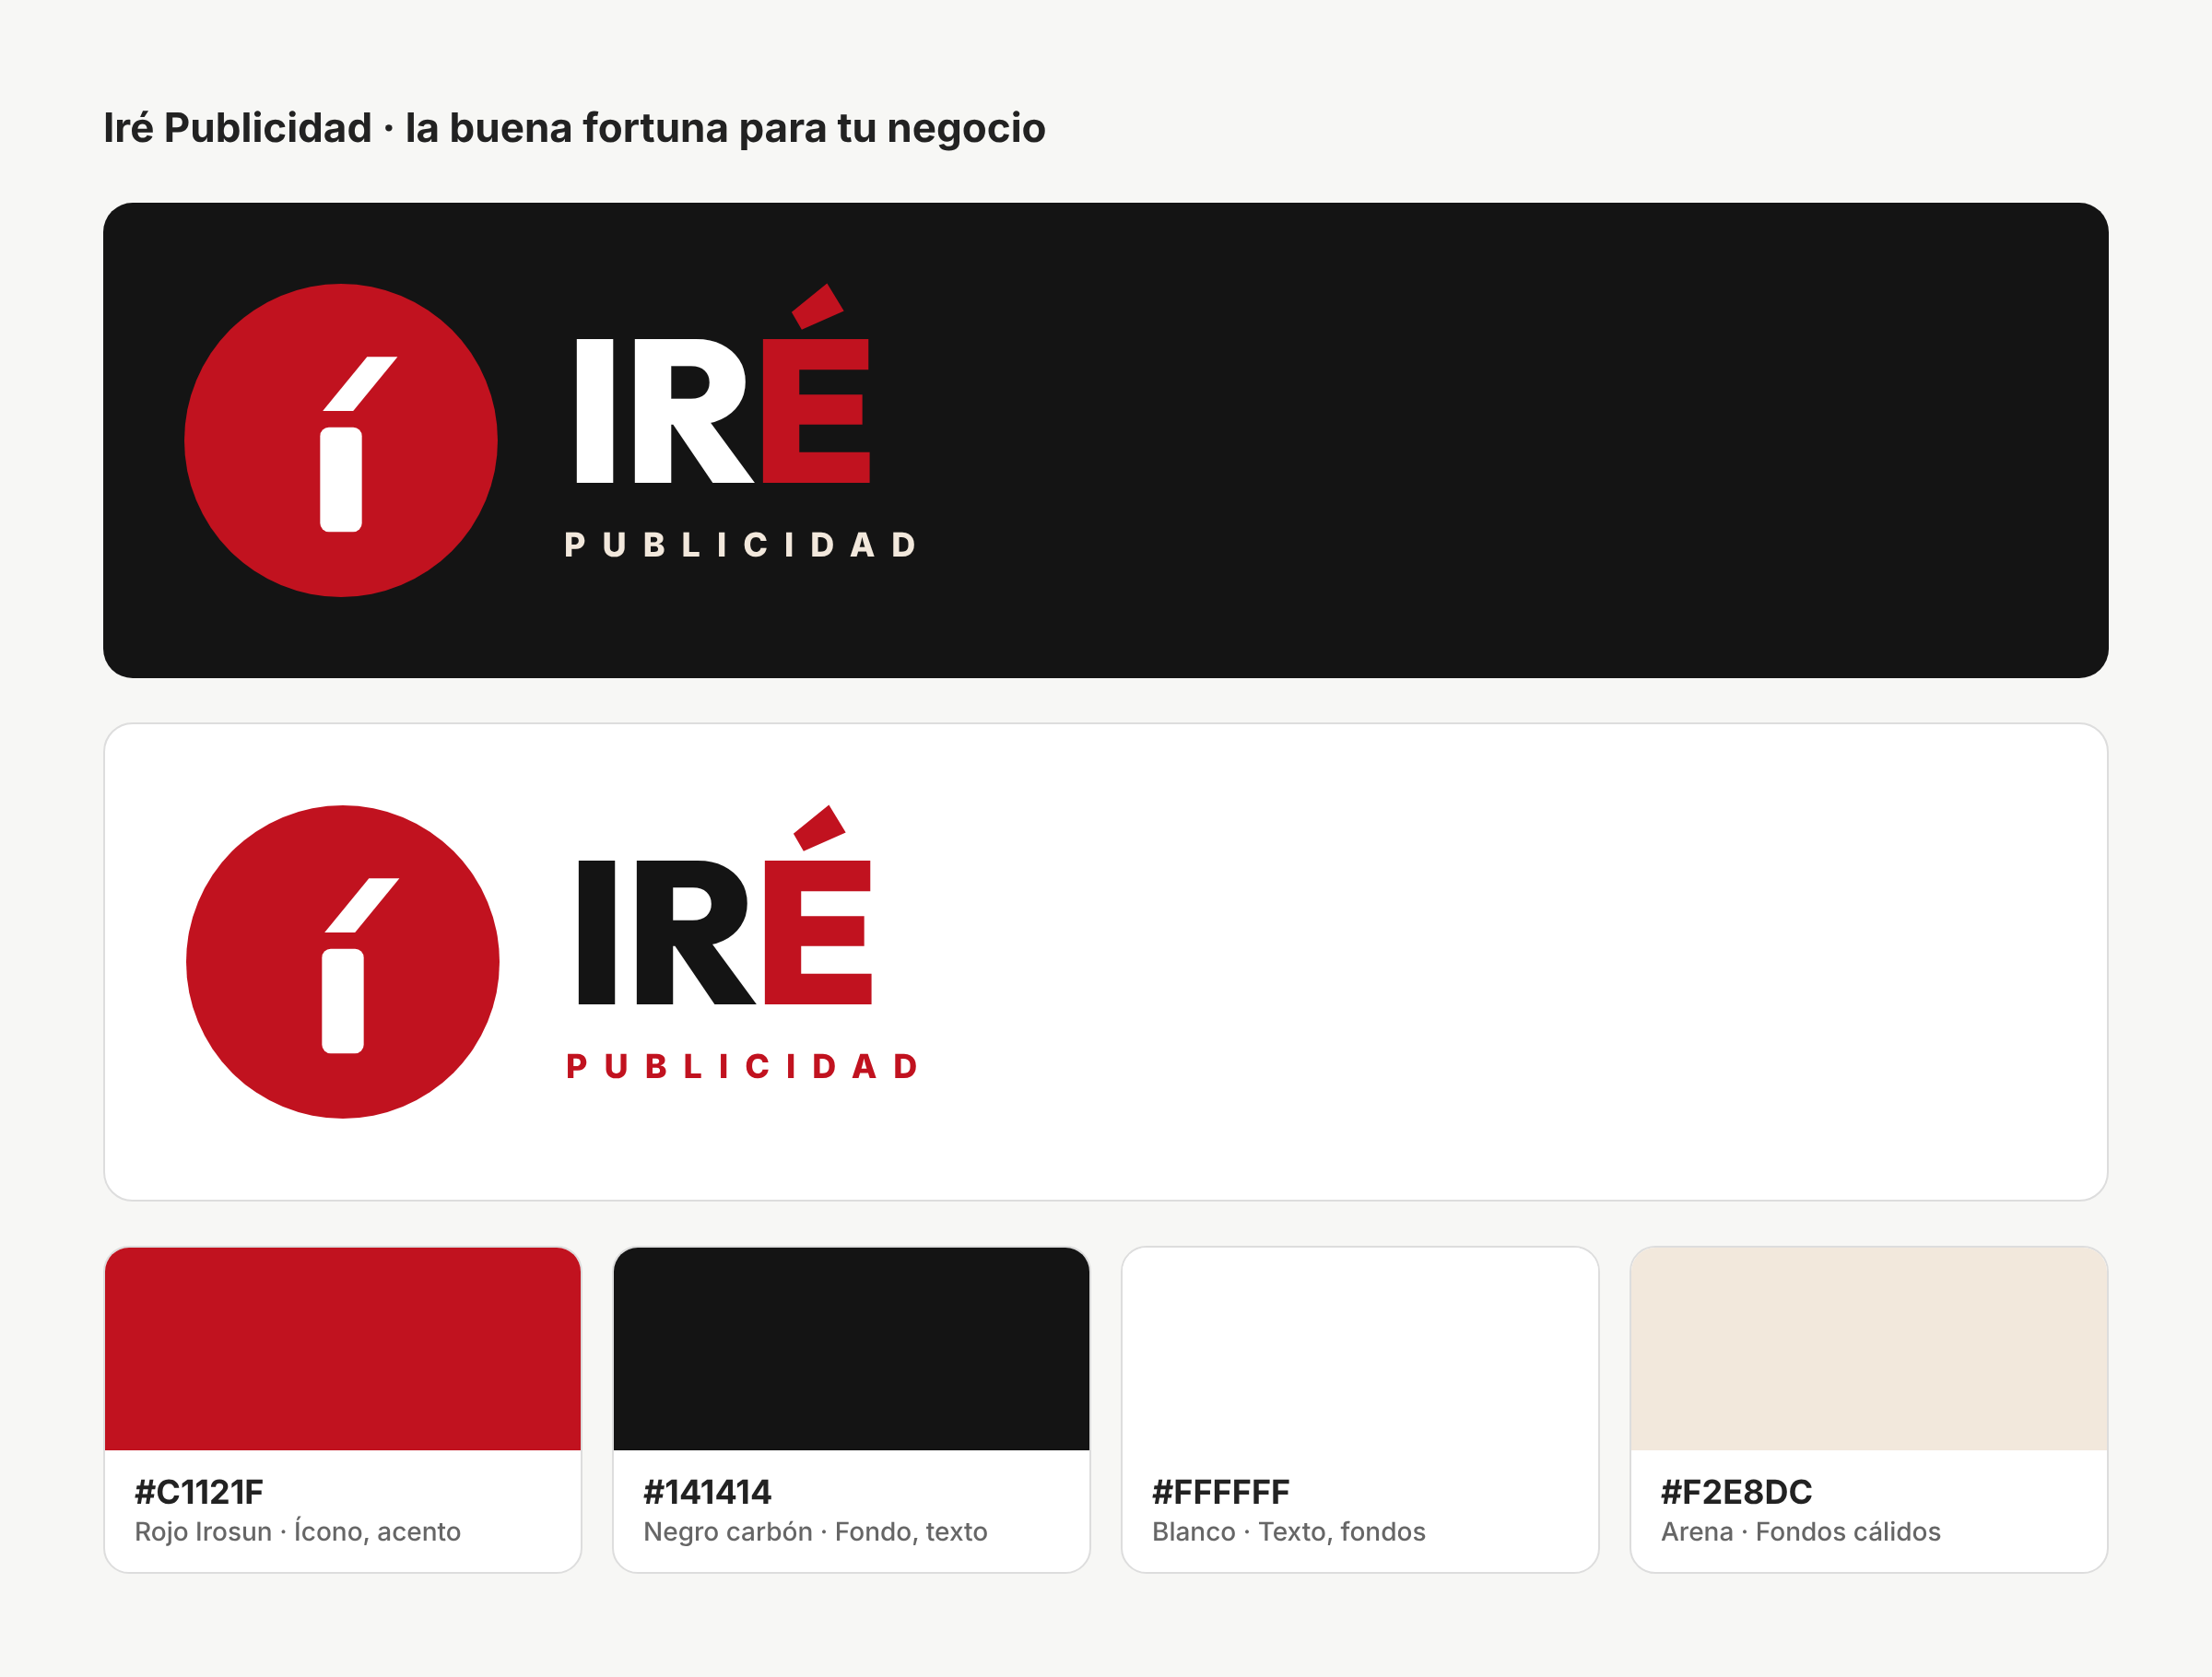 Iré Publicidad · la buena fortuna para tu negocio
í
IRÉ
PUBLICIDAD
í
IRÉ
PUBLICIDAD
#C1121F
Rojo Irosun · Ícono, acento
#141414
Negro carbón · Fondo, texto
#FFFFFF
Blanco · Texto, fondos
#F2E8DC
Arena · Fondos cálidos